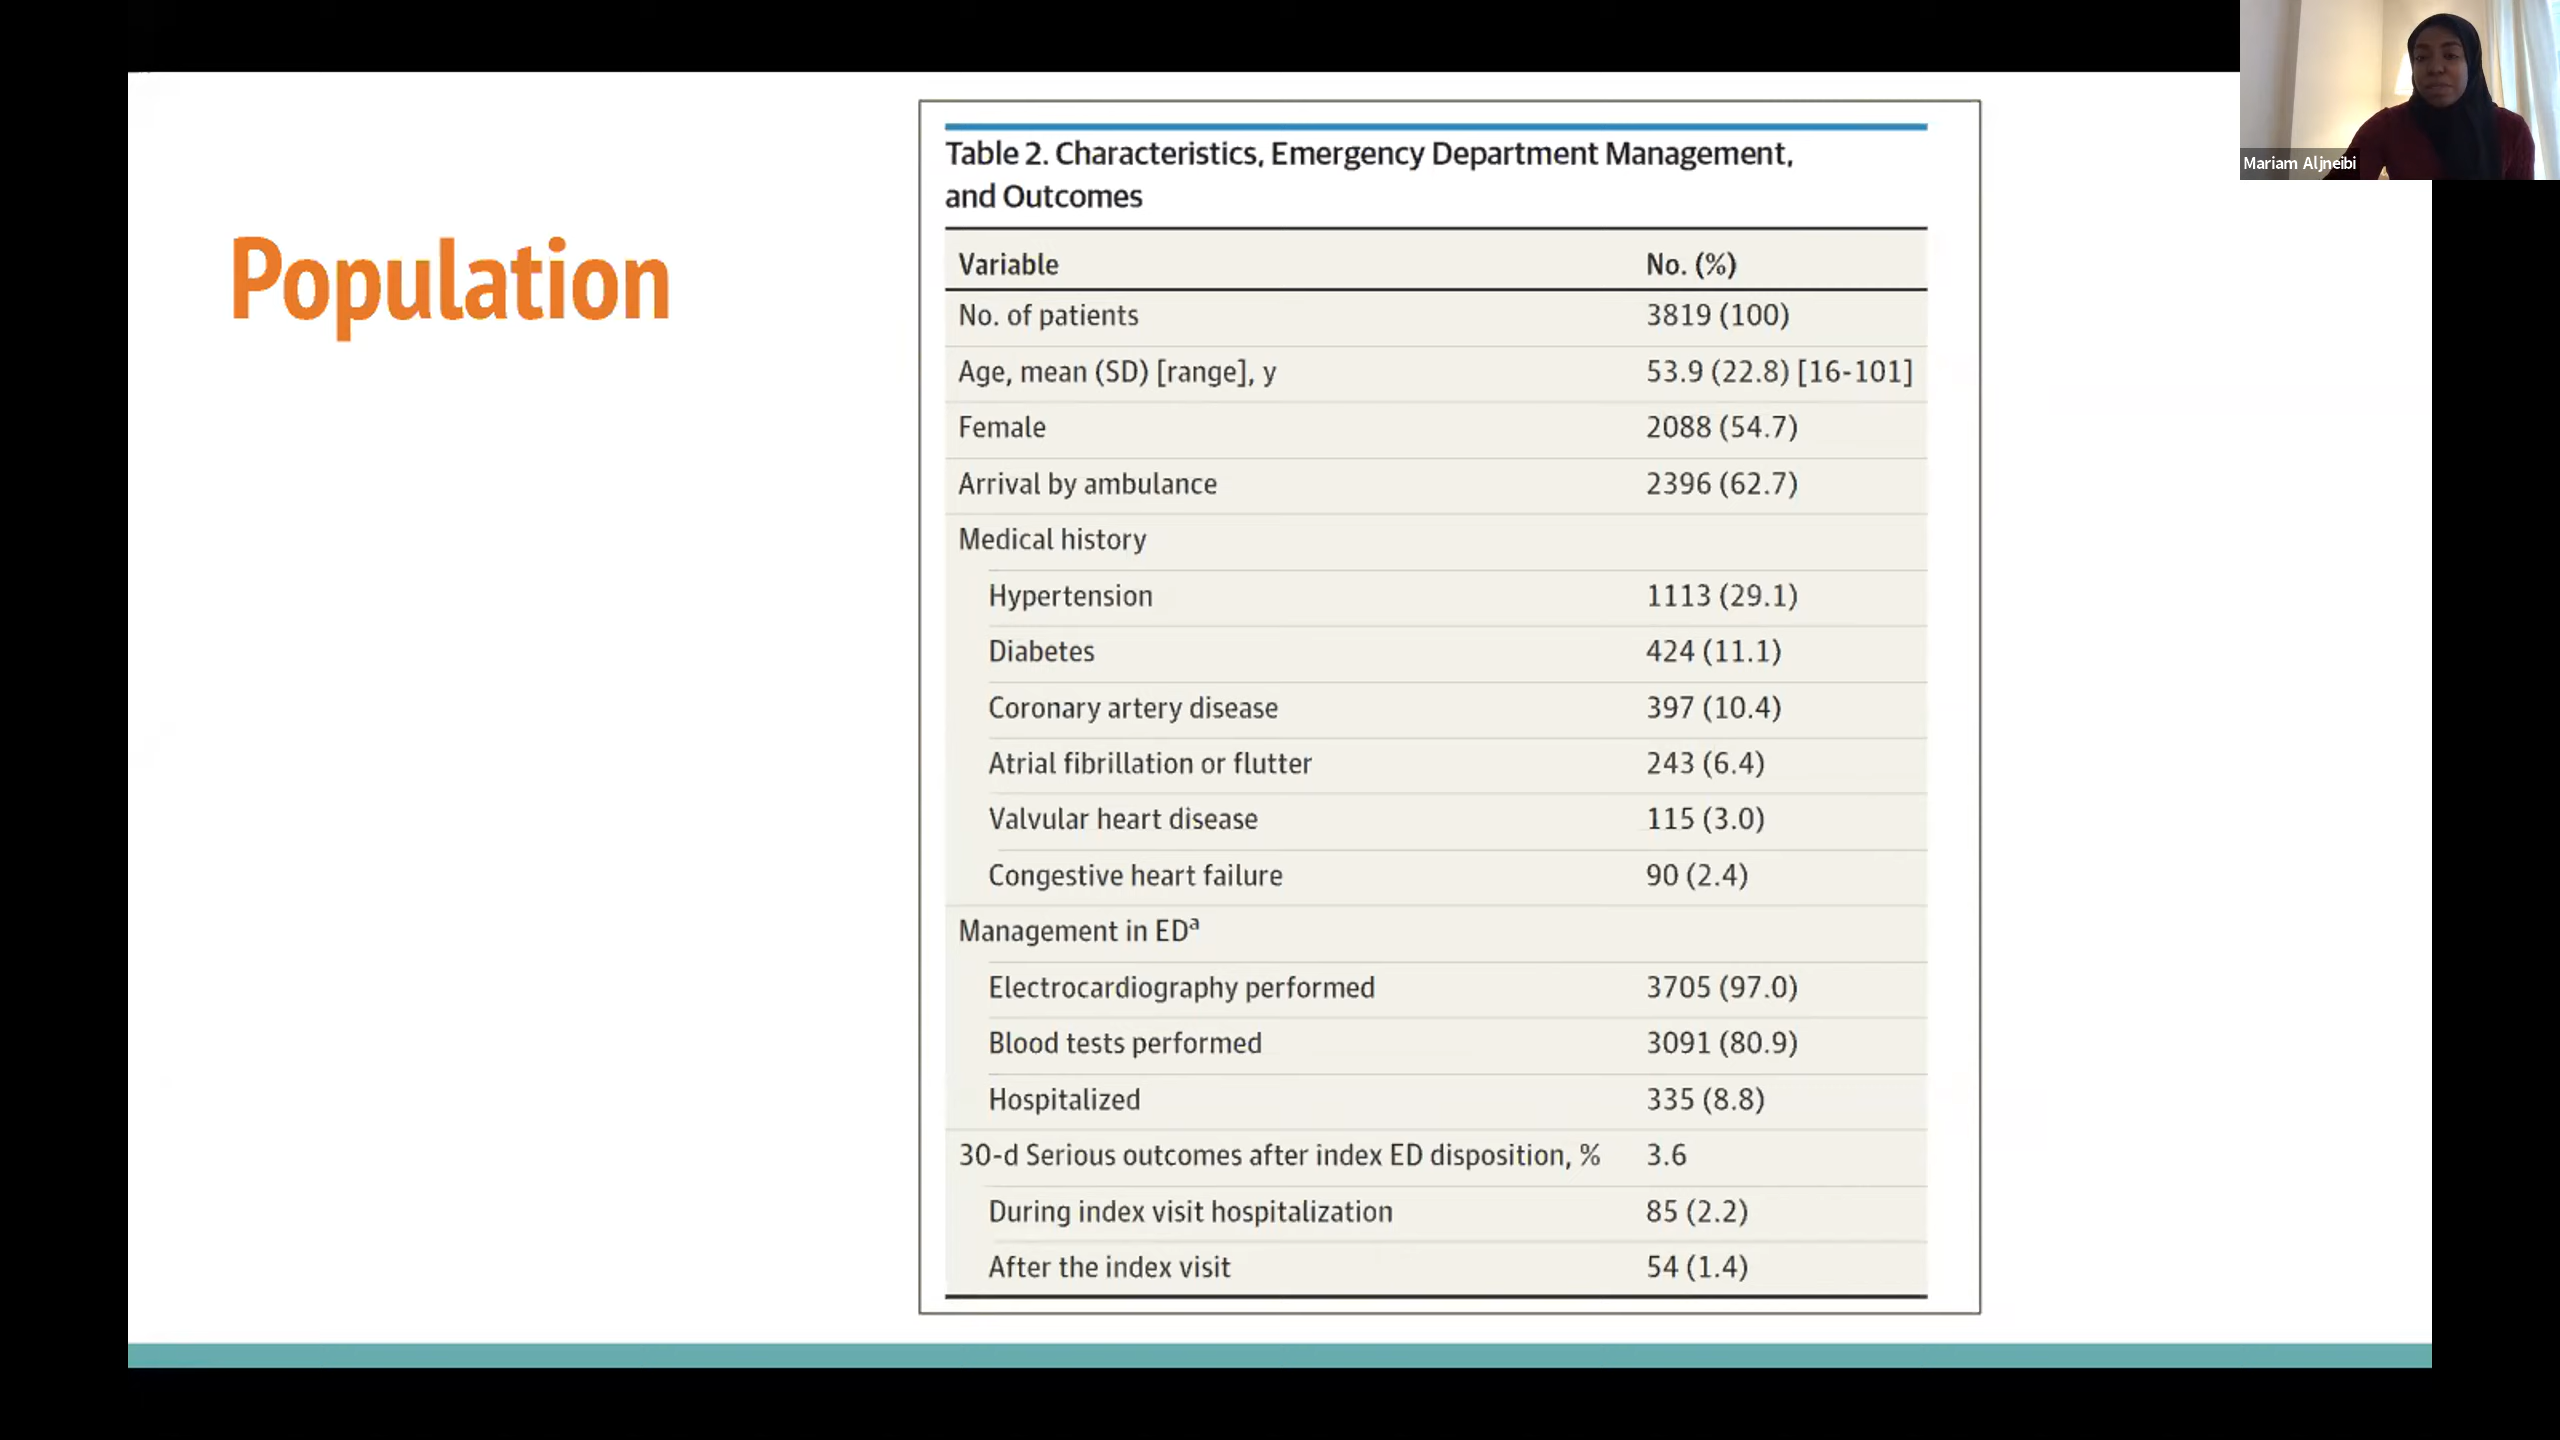 Mariam Aljneibi
Population
Table 2. Characteristics, Emergency Department Management,
and Outcomes
Variable No. (%)
No. of patients 3819 (100)
Age, mean (SD) [range], y 53.9 (22.8) [16-101]
Female 2088 (54.7)
Arrival by ambulance 2396 (62.7)
Medical history
Hypertension 1113 (29.1)
Diabetes 424 (11.1)
Coronary artery disease 397 (10.4)
Atrial fibrillation or flutter 243 (6.4)
Valvular heart disease 115 (3.0)
Congestive heart failure 90 (2.4)
Management in EDᵃ
Electrocardiography performed 3705 (97.0)
Blood tests performed 3091 (80.9)
Hospitalized 335 (8.8)
30-d Serious outcomes after index ED disposition, % 3.6
During index visit hospitalization 85 (2.2)
After the index visit 54 (1.4)